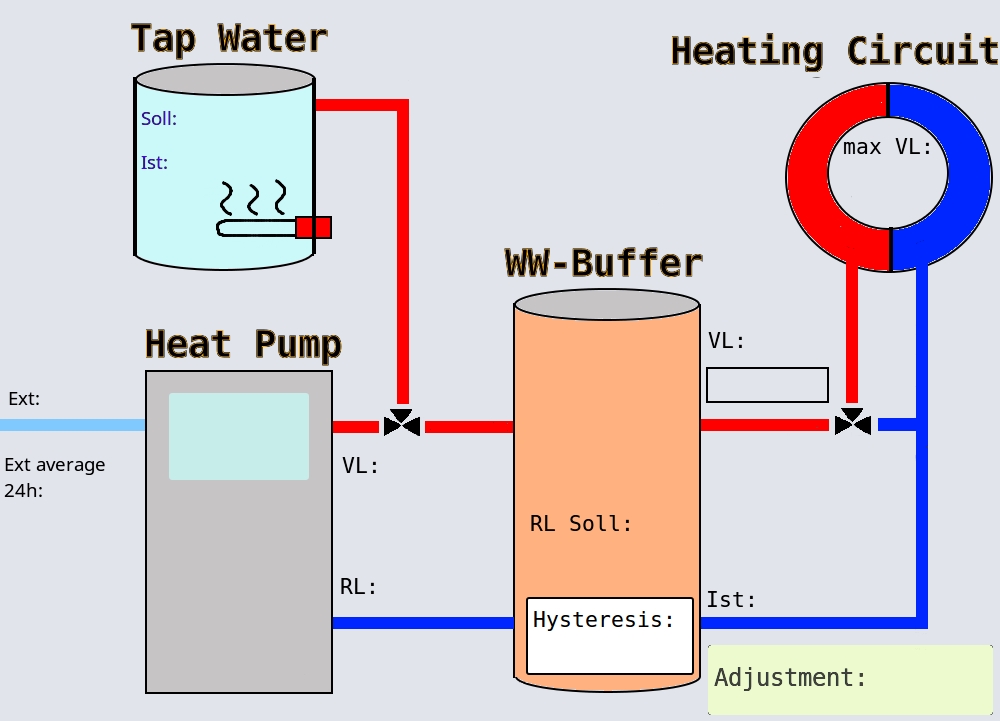 Tap Water
Heating Circuit
Soll:
Ist:
max VL:
WW-Buffer
Heat Pump
VL:
Ext:
Ext average
24h:
VL:
RL Soll:
RL:
Ist:
Hysteresis:
Adjustment: